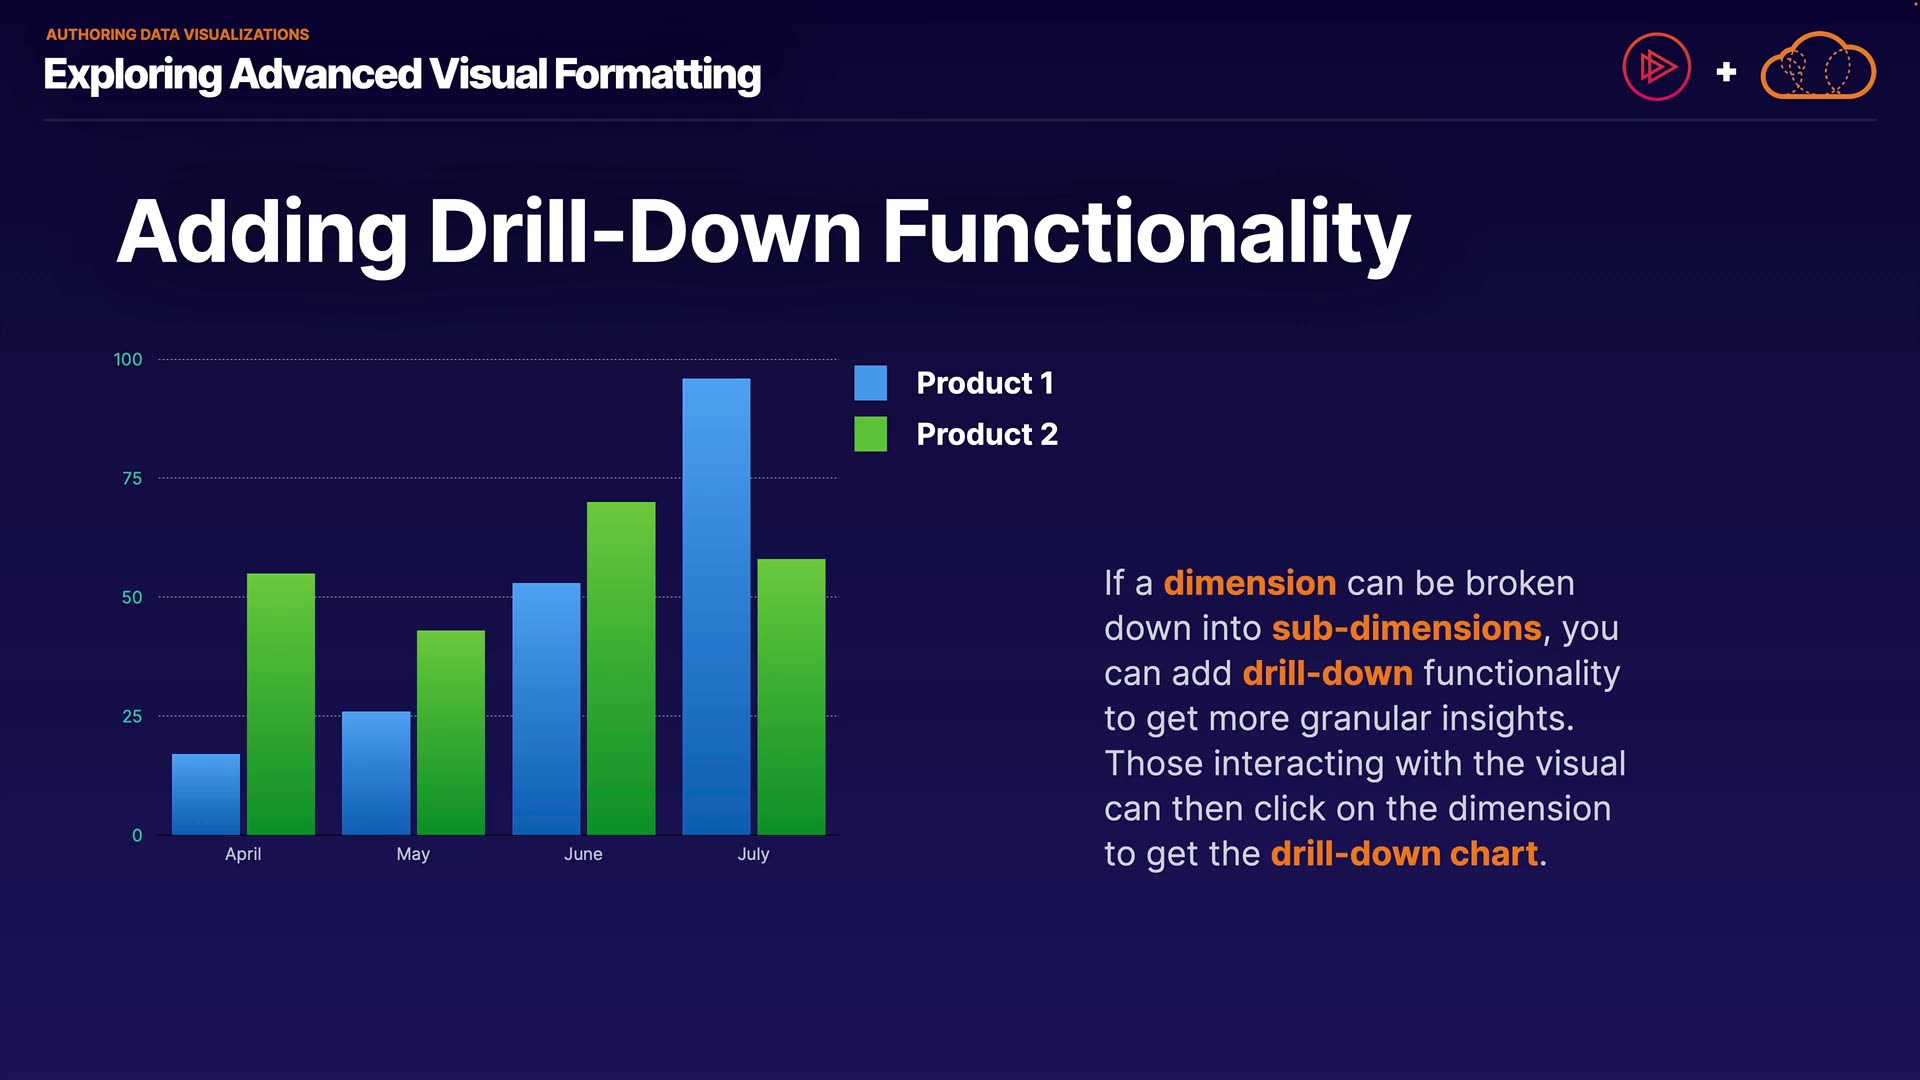 AUTHORING DATA VISUALIZATIONS
Exploring Advanced Visual Formatting
+
Adding Drill-Down Functionality
100
75
50
25
0
April May June July
Product 1
Product 2
If a dimension can be broken
down into sub-dimensions, you
can add drill-down functionality
to get more granular insights.
Those interacting with the visual
can then click on the dimension
to get the drill-down chart.